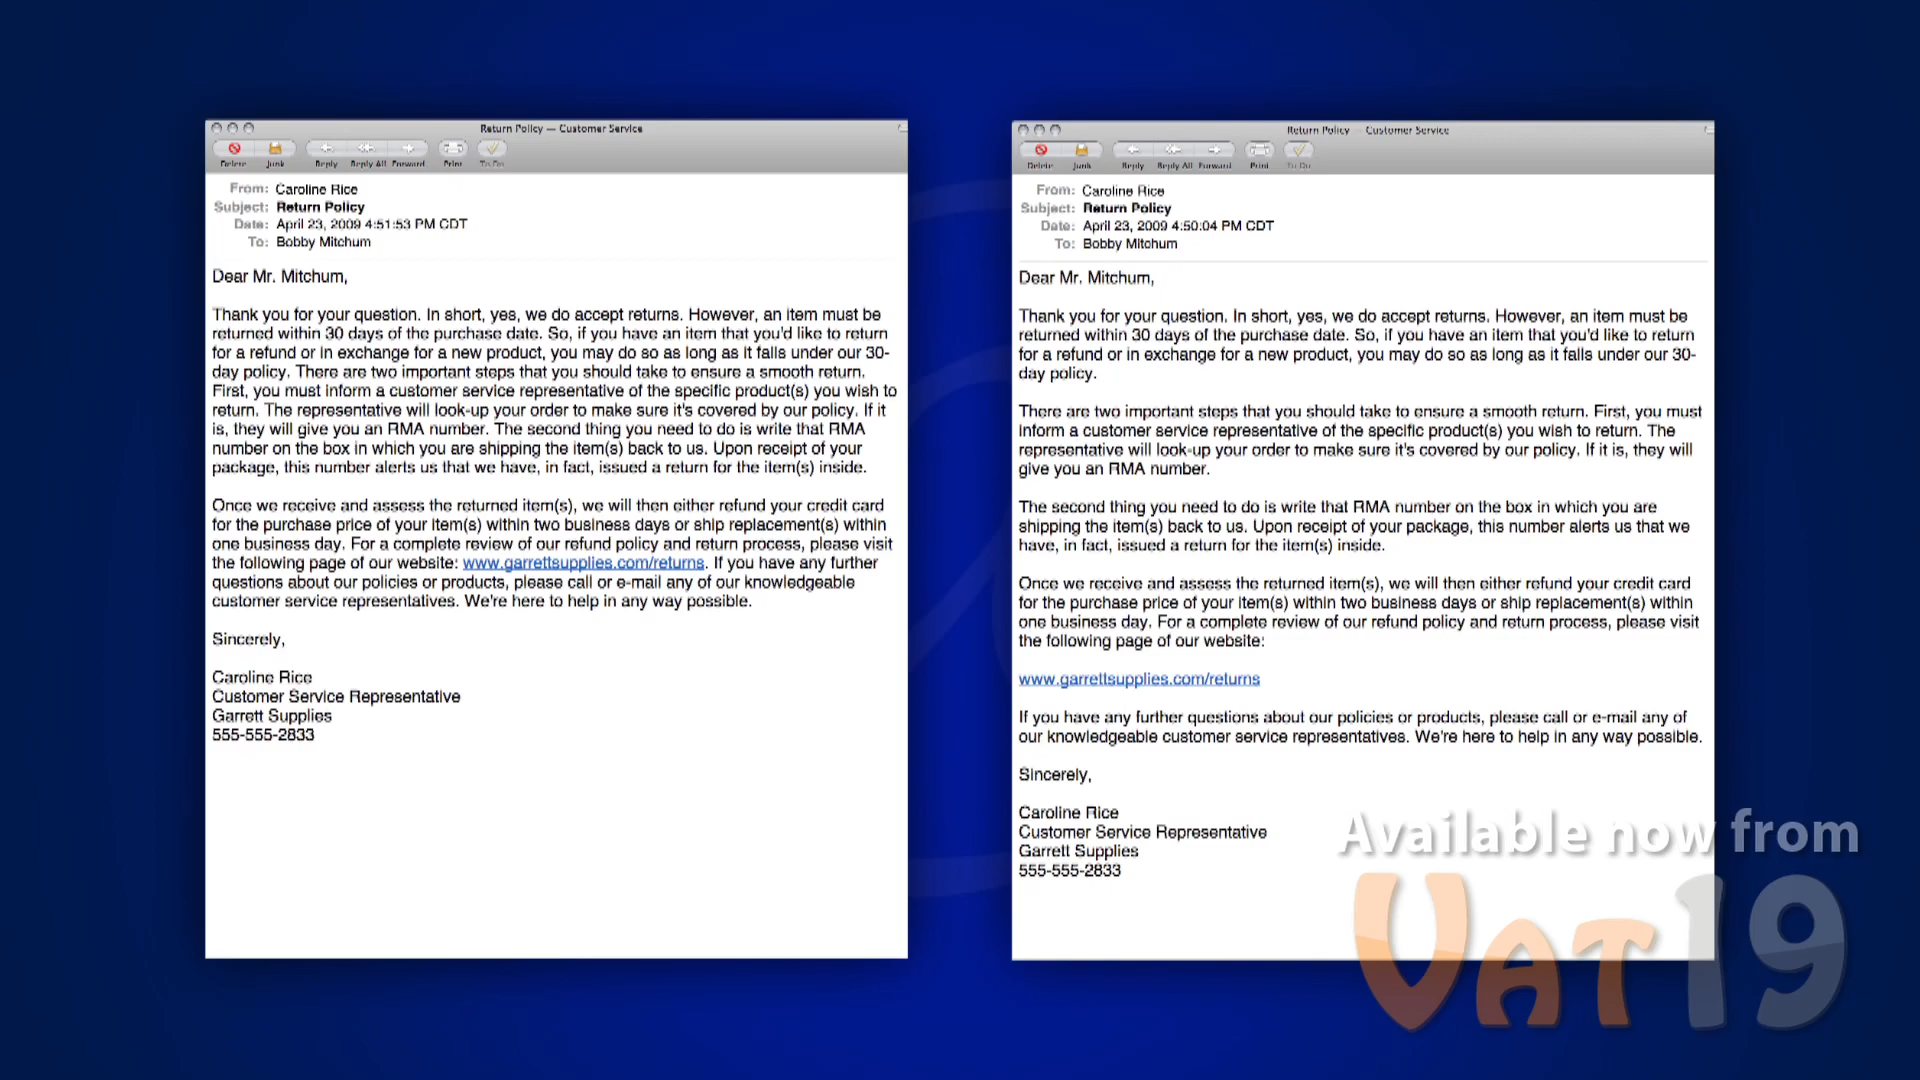 Return Policy — Customer Service
Delete Junk Reply Reply All Forward Print To Do
From: Caroline Rice
Subject: Return Policy
Date: April 23, 2009 4:51:53 PM CDT
To: Bobby Mitchum
Dear Mr. Mitchum,
Thank you for your question. In short, yes, we do accept returns. However, an item must be
returned within 30 days of the purchase date. So, if you have an item that you'd like to return
for a refund or in exchange for a new product, you may do so as long as it falls under our 30-
day policy. There are two important steps that you should take to ensure a smooth return.
First, you must inform a customer service representative of the specific product(s) you wish to
return. The representative will look-up your order to make sure it's covered by our policy. If it
is, they will give you an RMA number. The second thing you need to do is write that RMA
number on the box in which you are shipping the item(s) back to us. Upon receipt of your
package, this number alerts us that we have, in fact, issued a return for the item(s) inside.
Once we receive and assess the returned item(s), we will then either refund your credit card
for the purchase price of your item(s) within two business days or ship replacement(s) within
one business day. For a complete review of our refund policy and return process, please visit
the following page of our website: www.garrettsupplies.com/returns. If you have any further
questions about our policies or products, please call or e-mail any of our knowledgeable
customer service representatives. We're here to help in any way possible.
Sincerely,
Caroline Rice
Customer Service Representative
Garrett Supplies
555-555-2833
Return Policy — Customer Service
Delete Junk Reply Reply All Forward Print To Do
From: Caroline Rice
Subject: Return Policy
Date: April 23, 2009 4:50:04 PM CDT
To: Bobby Mitchum
Dear Mr. Mitchum,
Thank you for your question. In short, yes, we do accept returns. However, an item must be
returned within 30 days of the purchase date. So, if you have an item that you'd like to return
for a refund or in exchange for a new product, you may do so as long as it falls under our 30-
day policy.
There are two important steps that you should take to ensure a smooth return. First, you must
inform a customer service representative of the specific product(s) you wish to return. The
representative will look-up your order to make sure it's covered by our policy. If it is, they will
give you an RMA number.
The second thing you need to do is write that RMA number on the box in which you are
shipping the item(s) back to us. Upon receipt of your package, this number alerts us that we
have, in fact, issued a return for the item(s) inside.
Once we receive and assess the returned item(s), we will then either refund your credit card
for the purchase price of your item(s) within two business days or ship replacement(s) within
one business day. For a complete review of our refund policy and return process, please visit
the following page of our website:
www.garrettsupplies.com/returns
If you have any further questions about our policies or products, please call or e-mail any of
our knowledgeable customer service representatives. We're here to help in any way possible.
Sincerely,
Caroline Rice
Customer Service Representative
Garrett Supplies
555-555-2833
Available now from
VAT19